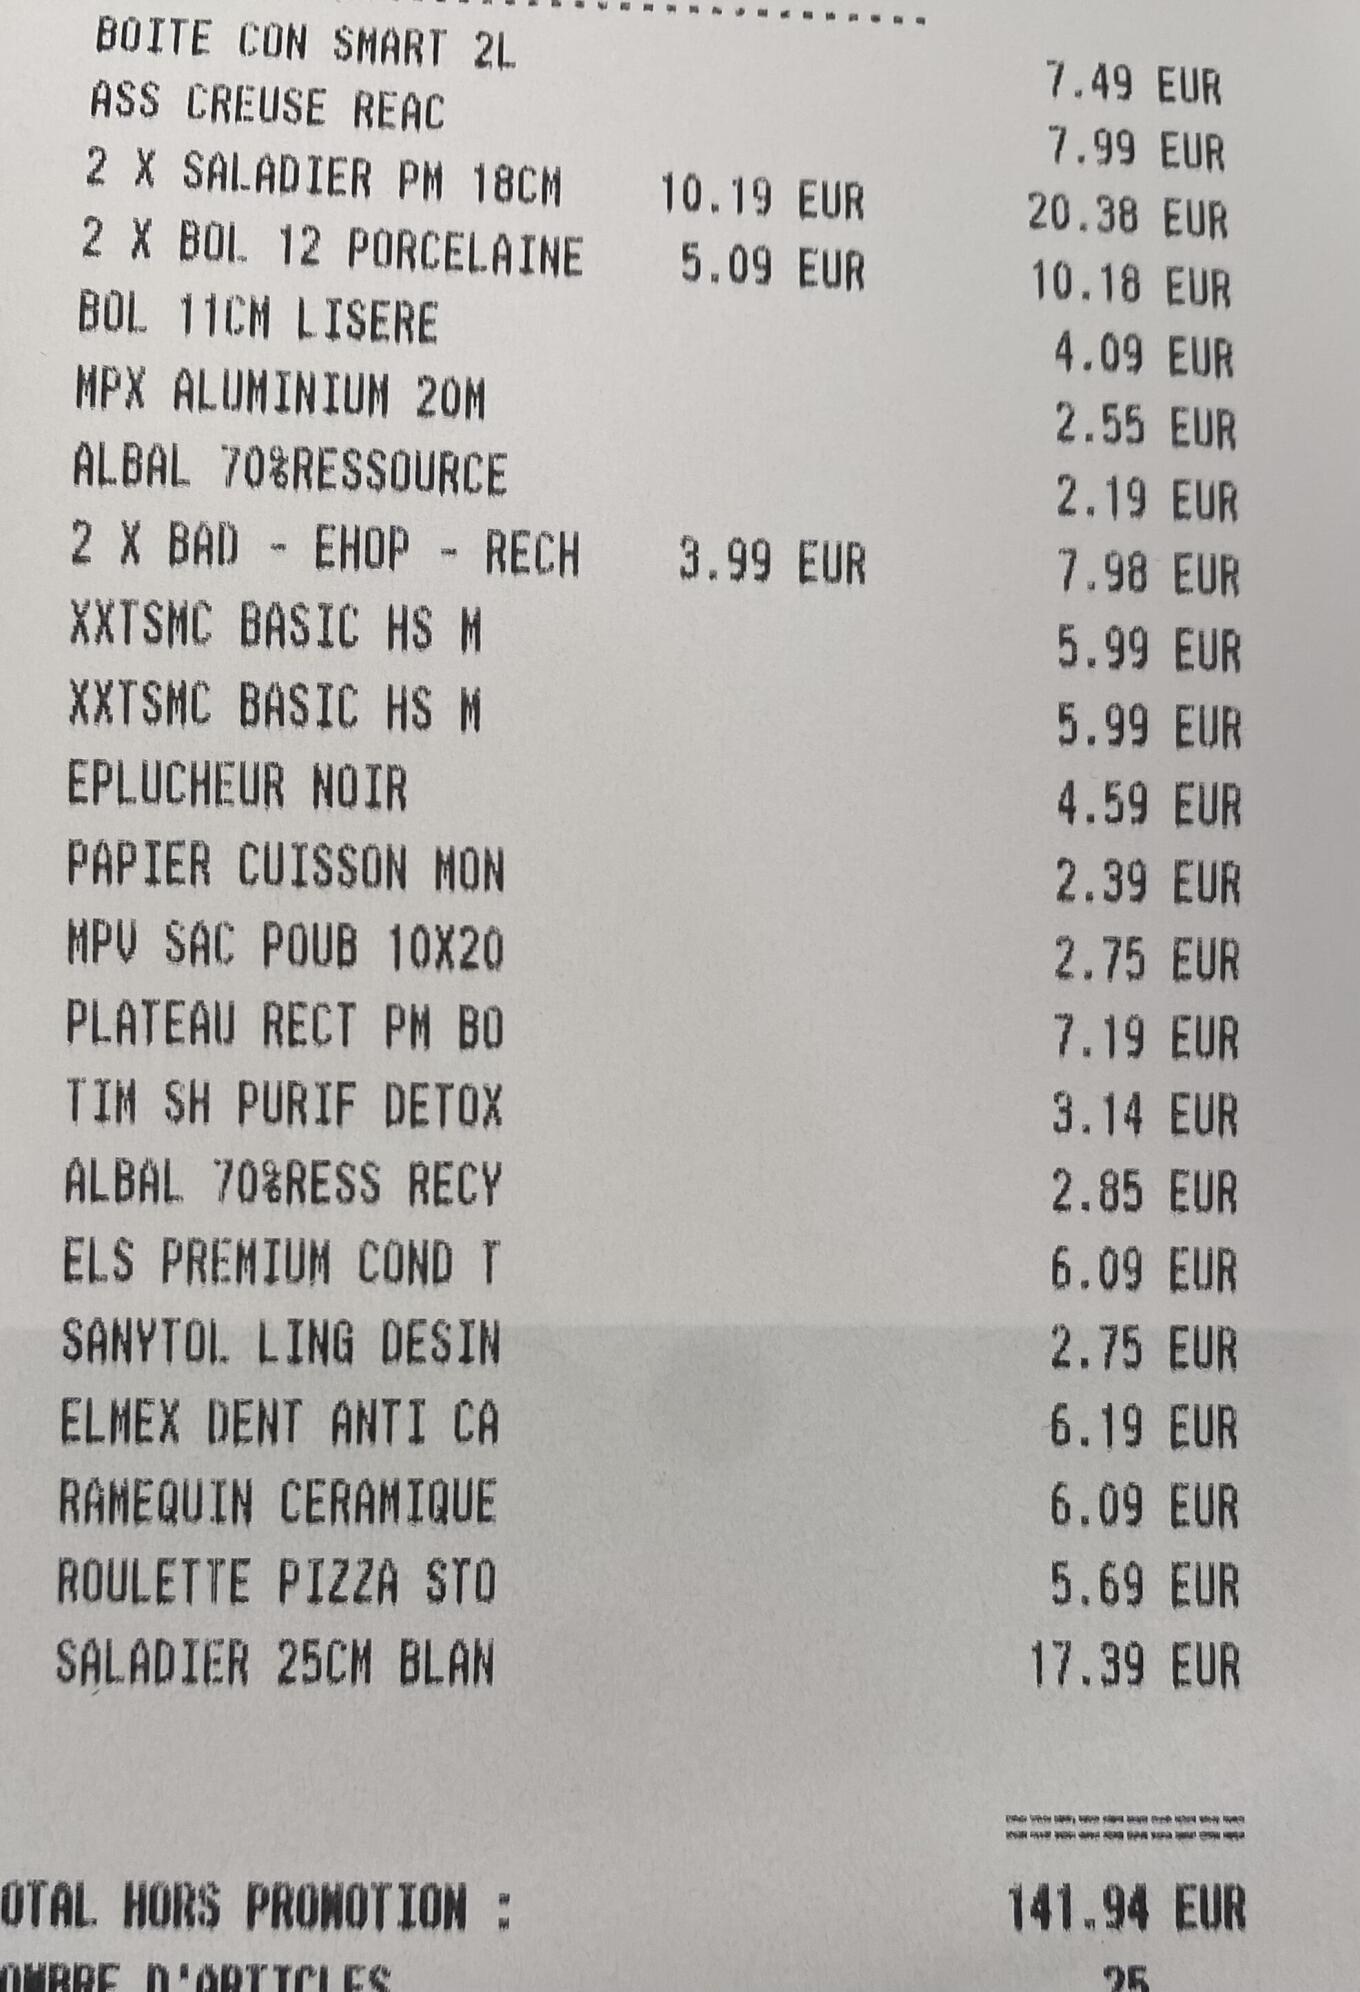 BOITE CON SMART 2L 7.49 EUR
ASS CREUSE REAC 7.99 EUR
2 X SALADIER PM 18CM 10.19 EUR 20.38 EUR
2 X BOL 12 PORCELAINE 5.09 EUR 10.18 EUR
BOL 11CM LISERE 4.09 EUR
MPX ALUMINIUM 20M 2.55 EUR
ALBAL 70%RESSOURCE 2.19 EUR
2 X BAD - EHOP - RECH 3.99 EUR 7.98 EUR
XXTSMC BASIC HS M 5.99 EUR
XXTSMC BASIC HS M 5.99 EUR
EPLUCHEUR NOIR 4.59 EUR
PAPIER CUISSON MON 2.39 EUR
MPV SAC POUB 10X20 2.75 EUR
PLATEAU RECT PM BO 7.19 EUR
TIM SH PURIF DETOX 3.14 EUR
ALBAL 70%RESS RECY 2.85 EUR
ELS PREMIUM COND T 6.09 EUR
SANYTOL LING DESIN 2.75 EUR
ELMEX DENT ANTI CA 6.19 EUR
RAMEQUIN CERAMIQUE 6.09 EUR
ROULETTE PIZZA STO 5.69 EUR
SALADIER 25CM BLAN 17.39 EUR
==========
OTAL HORS PROMOTION : 141.94 EUR
OMBRE D'ARTICLES 25